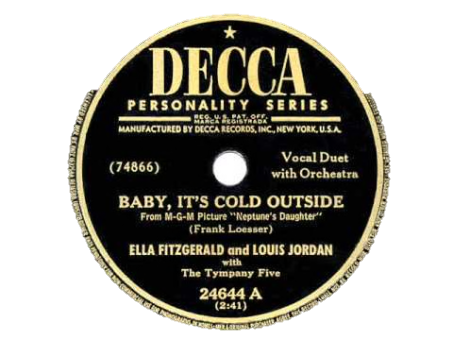 DECCA
PERSONALITY SERIES
REG. U.S. PAT. OFF.
MARCA REGISTRADA
MANUFACTURED BY DECCA RECORDS, INC., NEW YORK, U.S.A.
(74866)
Vocal Duet
with Orchestra
BABY, IT'S COLD OUTSIDE
From M-G-M Picture "Neptune's Daughter"
(Frank Loesser)
ELLA FITZGERALD and LOUIS JORDAN
with
The Tympany Five
24644 A
(2:41)